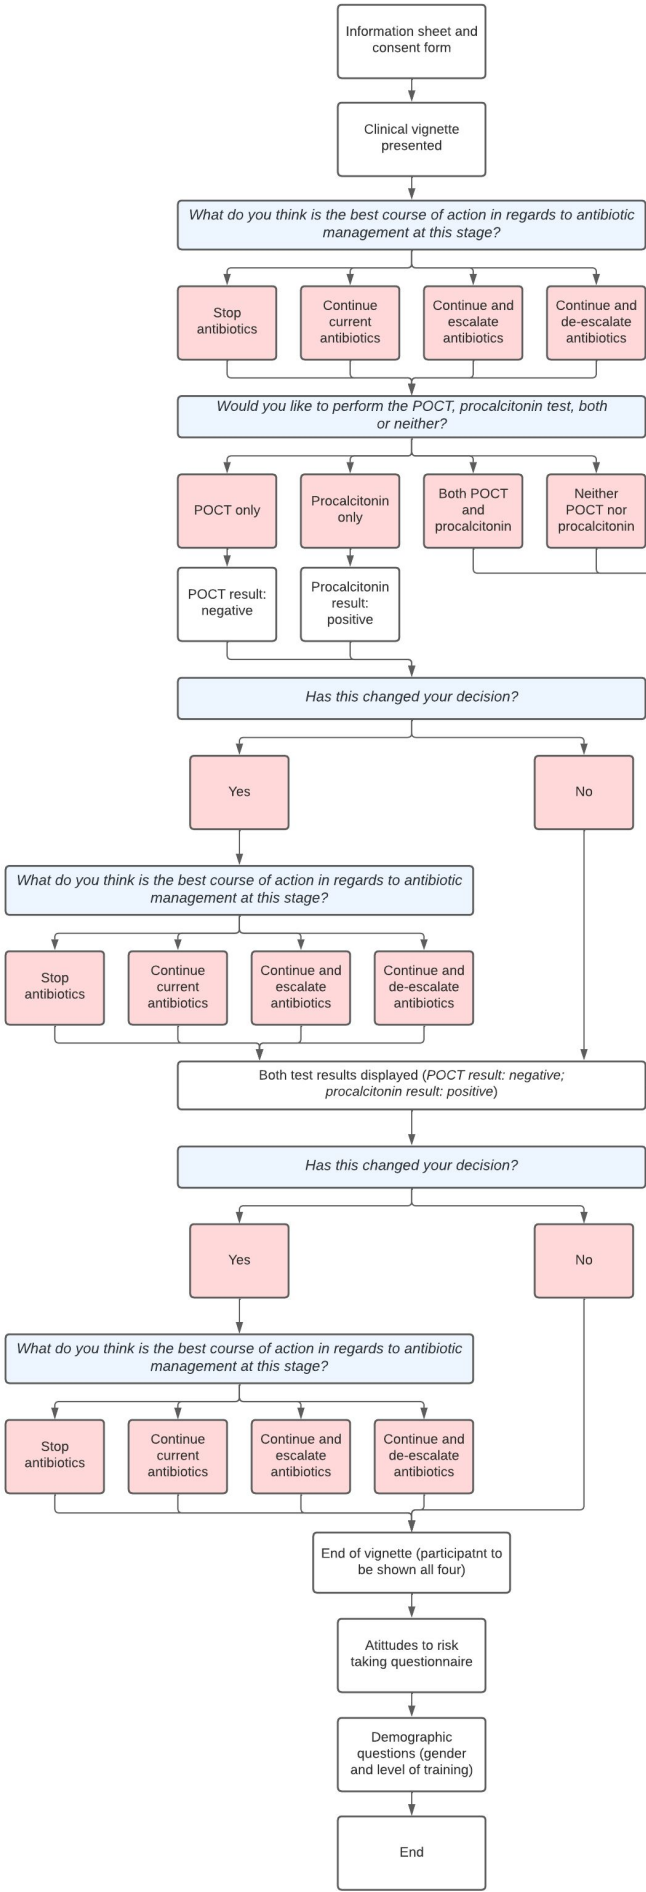 Information sheet and
consent form
Clinical vignette
presented
What do you think is the best course of action in regards to antibiotic
management at this stage?
Stop
antibiotics
Continue
current
antibiotics
Continue and
escalate
antibiotics
Continue and
de-escalate
antibiotics
Would you like to perform the POCT, procalcitonin test, both
or neither?
POCT only
Procalcitonin
only
Both POCT
and
procalcitonin
Neither
POCT nor
procalcitonin
POCT result:
negative
Procalcitonin
result:
positive
Has this changed your decision?
Yes
No
What do you think is the best course of action in regards to antibiotic
management at this stage?
Stop
antibiotics
Continue
current
antibiotics
Continue and
escalate
antibiotics
Continue and
de-escalate
antibiotics
Both test results displayed (POCT result: negative;
procalcitonin result: positive)
Has this changed your decision?
Yes
No
What do you think is the best course of action in regards to antibiotic
management at this stage?
Stop
antibiotics
Continue
current
antibiotics
Continue and
escalate
antibiotics
Continue and
de-escalate
antibiotics
End of vignette (participatnt to
be shown all four)
Atittudes to risk
taking questionnaire
Demographic
questions (gender
and level of training)
End